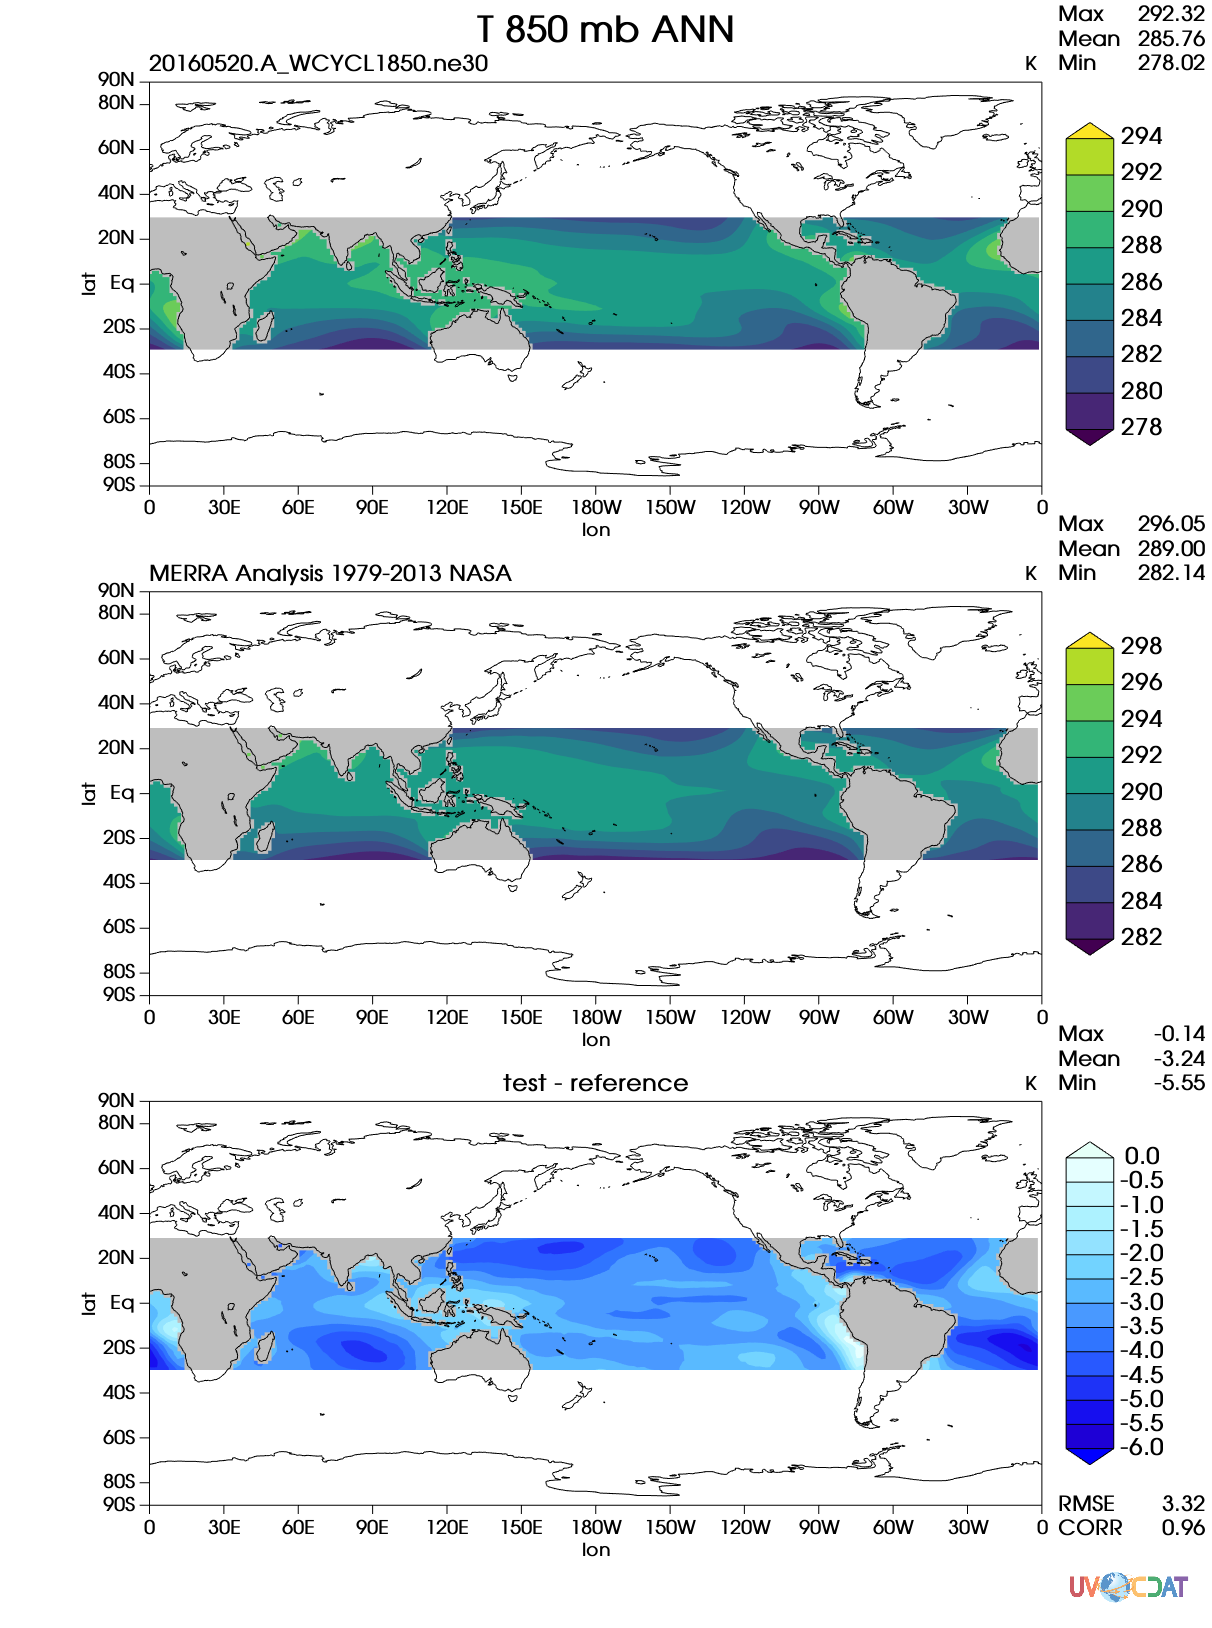 T 850 mb ANN
Max 292.32
Mean 285.76
Min 278.02
20160520.A_WCYCL1850.ne30 K
90N
80N
60N
40N
20N
Eq
20S
40S
60S
80S
90S
lat
0 30E 60E 90E 120E 150E 180W 150W 120W 90W 60W 30W 0
lon
294
292
290
288
286
284
282
280
278
Max 296.05
Mean 289.00
Min 282.14
MERRA Analysis 1979-2013 NASA K
90N
80N
60N
40N
20N
Eq
20S
40S
60S
80S
90S
lat
0 30E 60E 90E 120E 150E 180W 150W 120W 90W 60W 30W 0
lon
298
296
294
292
290
288
286
284
282
Max -0.14
Mean -3.24
Min -5.55
test - reference K
90N
80N
60N
40N
20N
Eq
20S
40S
60S
80S
90S
lat
0 30E 60E 90E 120E 150E 180W 150W 120W 90W 60W 30W 0
lon
0.0
-0.5
-1.0
-1.5
-2.0
-2.5
-3.0
-3.5
-4.0
-4.5
-5.0
-5.5
-6.0
RMSE 3.32
CORR 0.96
UV CDAT